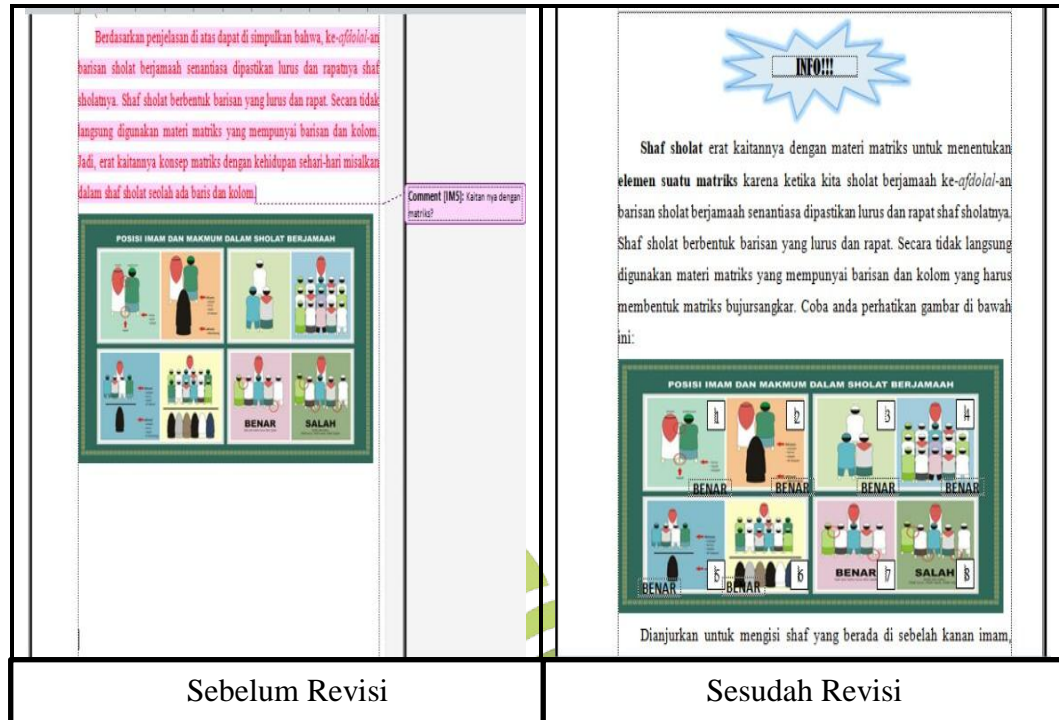 Berdasarkan penjelasan di atas dapat di simpulkan bahwa, ke-afdolal-an
barisan sholat berjamaah senantiasa dipastikan lurus dan rapatnya shaf
sholatnya. Shaf sholat berbentuk barisan yang lurus dan rapat. Secara tidak
langsung digunakan materi matriks yang mempunyai barisan dan kolom.
Jadi, erat kaitannya konsep matriks dengan kehidupan sehari-hari misalkan
dalam shaf sholat seolah ada baris dan kolom.
Comment [IM5]: Kaitan nya dengan
matriks?
POSISI IMAM DAN MAKMUM DALAM SHOLAT BERJAMAAH
BENAR
SALAH
Sebelum Revisi
INFO!!!
Shaf sholat erat kaitannya dengan materi matriks untuk menentukan
elemen suatu matriks karena ketika kita sholat berjamaah ke-afdolal-an
barisan sholat berjamaah senantiasa dipastikan lurus dan rapat shaf sholatnya.
Shaf sholat berbentuk barisan yang lurus dan rapat. Secara tidak langsung
digunakan materi matriks yang mempunyai barisan dan kolom yang harus
membentuk matriks bujursangkar. Coba anda perhatikan gambar di bawah
ini:
POSISI IMAM DAN MAKMUM DALAM SHOLAT BERJAMAAH
1 2 3 4
BENAR BENAR BENAR BENAR
5 6 7 8
BENAR BENAR BENAR SALAH
Dianjurkan untuk mengisi shaf yang berada di sebelah kanan imam,
Sesudah Revisi